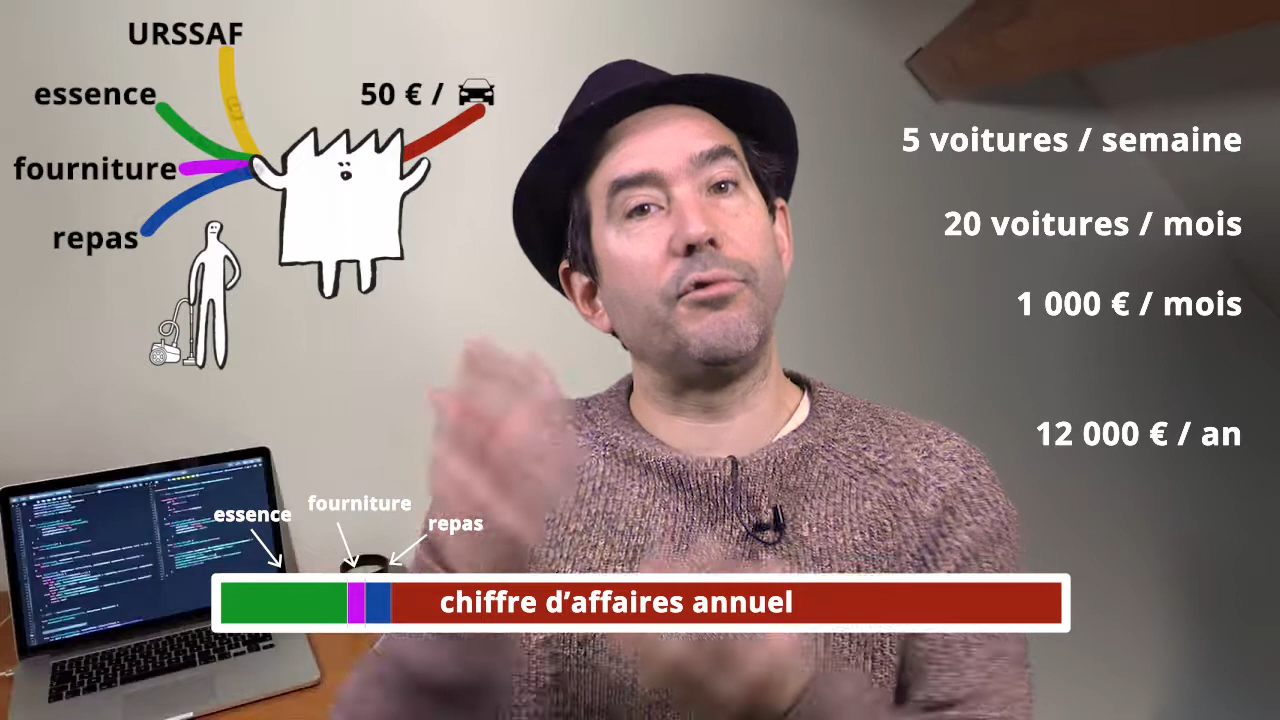 URSSAF
essence
50 € /
fourniture
repas
5 voitures / semaine
20 voitures / mois
1 000 € / mois
12 000 € / an
essence
fourniture
repas
chiffre d’affaires annuel